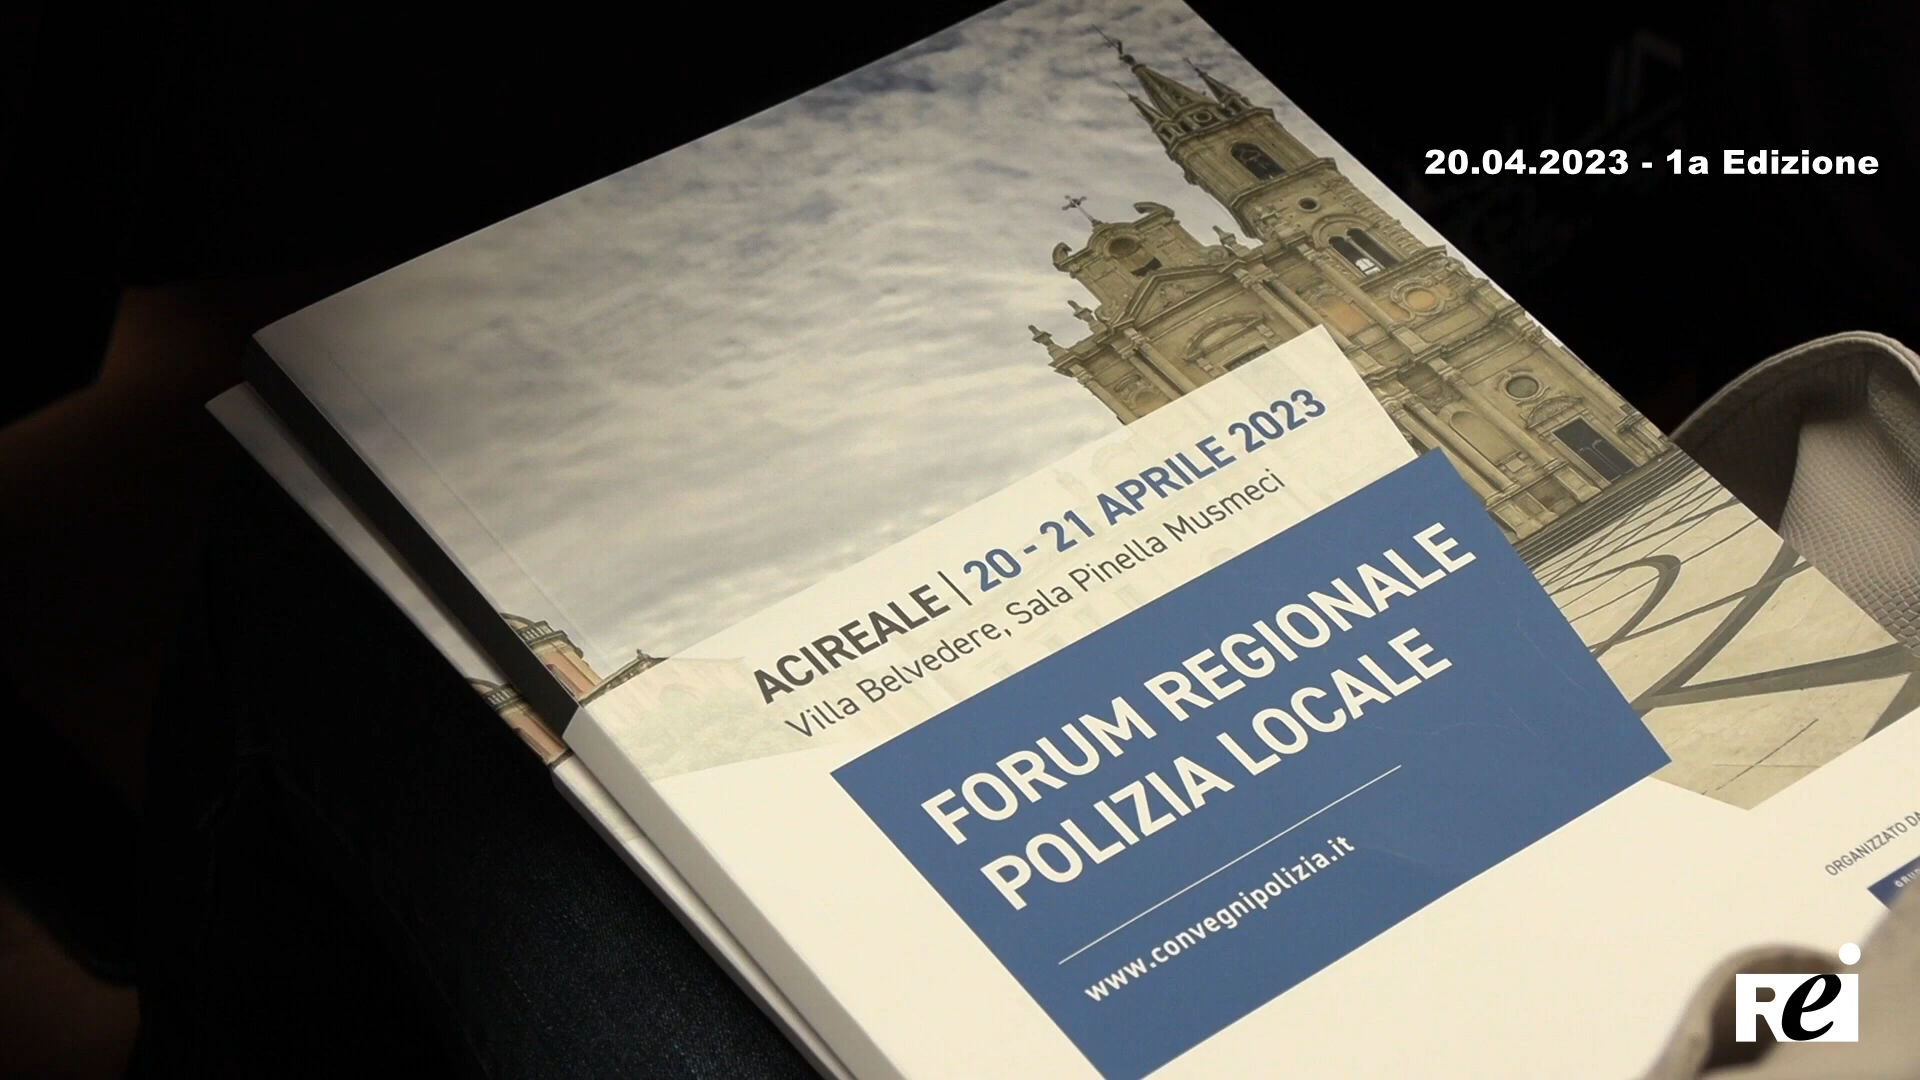 20.04.2023 - 1a Edizione
ACIREALE | 20 - 21 APRILE 2023
Villa Belvedere, Sala Pinella Musmeci
FORUM REGIONALE
POLIZIA LOCALE
www.convegnipolizia.it
ORGANIZZATO DA
Rei